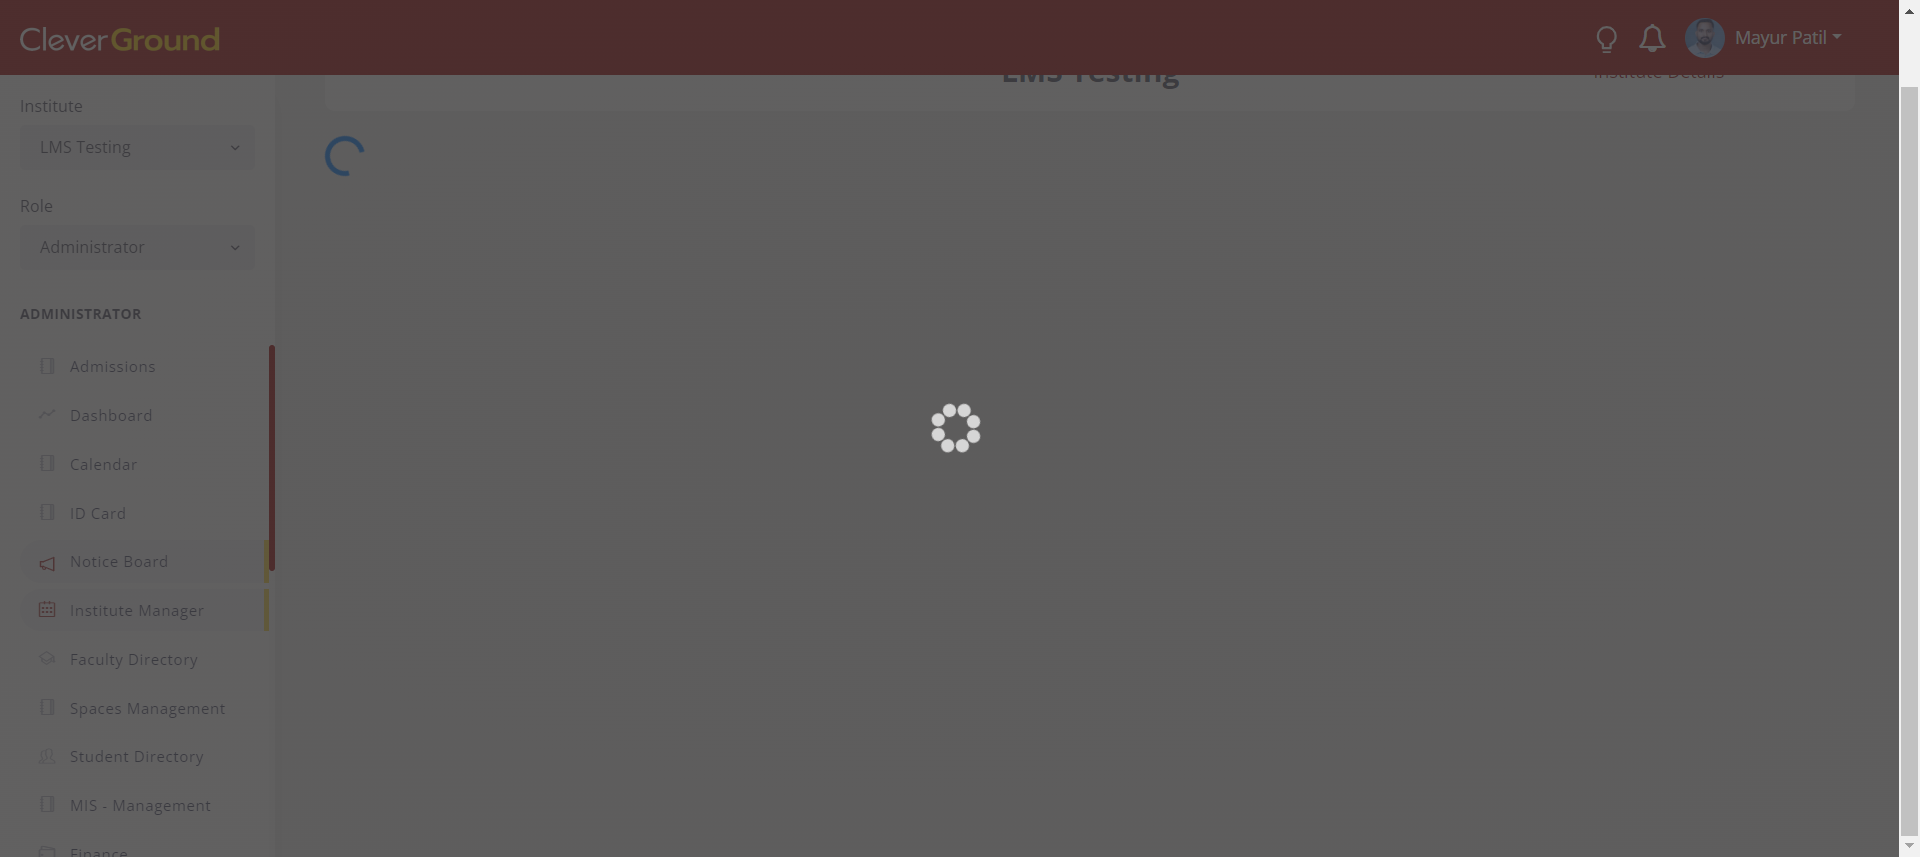 CleverGround
Mayur Patil
LMS Testing
Institute Details
Institute
LMS Testing
Role
Administrator
ADMINISTRATOR
Admissions
Dashboard
Calendar
ID Card
Notice Board
Institute Manager
Faculty Directory
Spaces Management
Student Directory
MIS - Management
Finance